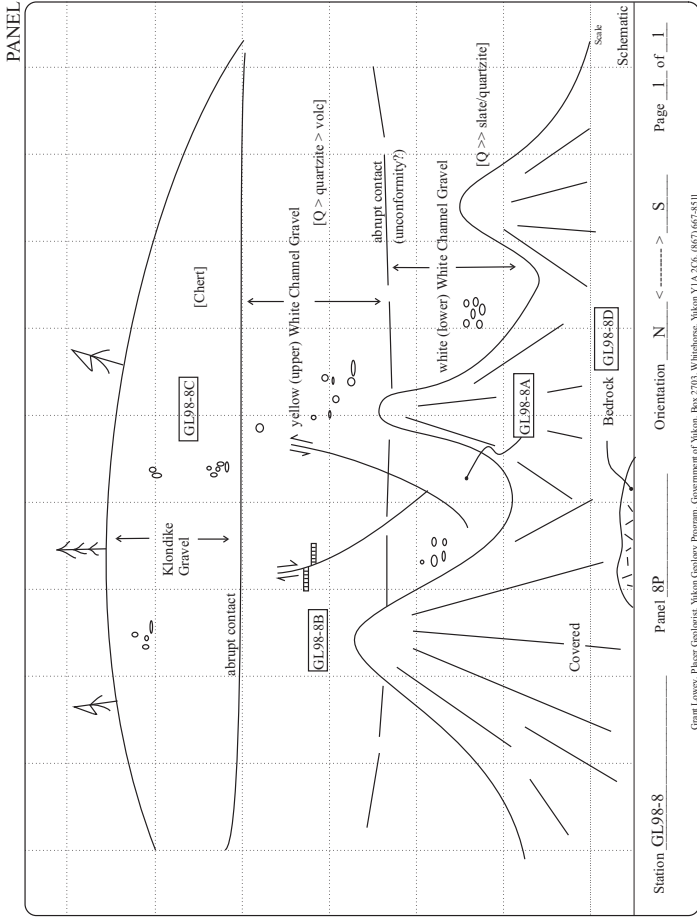 PANEL
[Chert]
GL98-8C
Klondike
Gravel
abrupt contact
yellow (upper) White Channel Gravel
[Q > quartzite > volc]
GL98-8B
abrupt contact
(unconformity?)
white (lower) White Channel Gravel
[Q >> slate/quartzite]
GL98-8A
Covered
Bedrock
GL98-8D
Scale
Schematic
Station GL98-8 Panel 8P Orientation N < -------- > S Page 1 of 1
Grant Lowey, Placer Geologist, Yukon Geology Program, Government of Yukon, Box 2703, Whitehorse, Yukon Y1A 2C6, (867) 667-8511